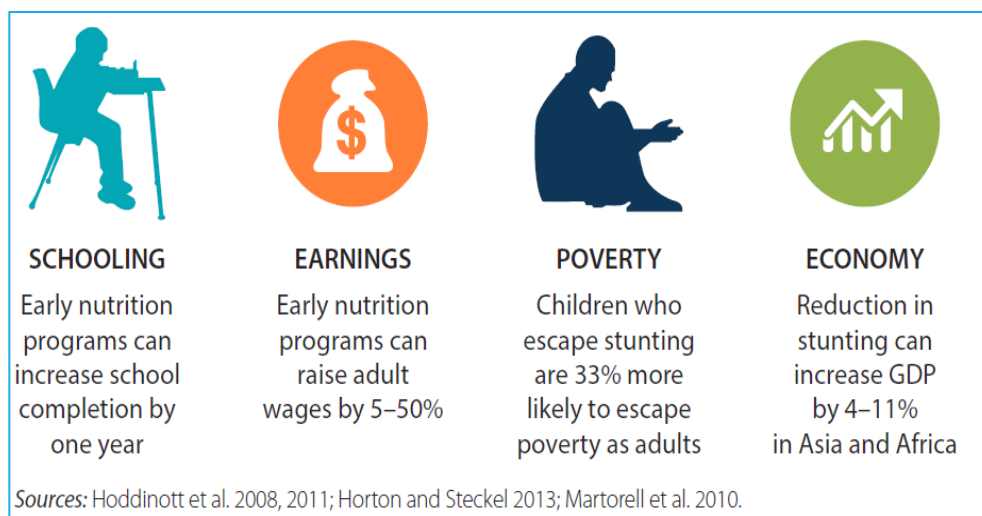 $
SCHOOLING
Early nutrition
programs can
increase school
completion by
one year
EARNINGS
Early nutrition
programs can
raise adult
wages by 5–50%
POVERTY
Children who
escape stunting
are 33% more
likely to escape
poverty as adults
ECONOMY
Reduction in
stunting can
increase GDP
by 4–11%
in Asia and Africa
Sources: Hoddinott et al. 2008, 2011; Horton and Steckel 2013; Martorell et al. 2010.